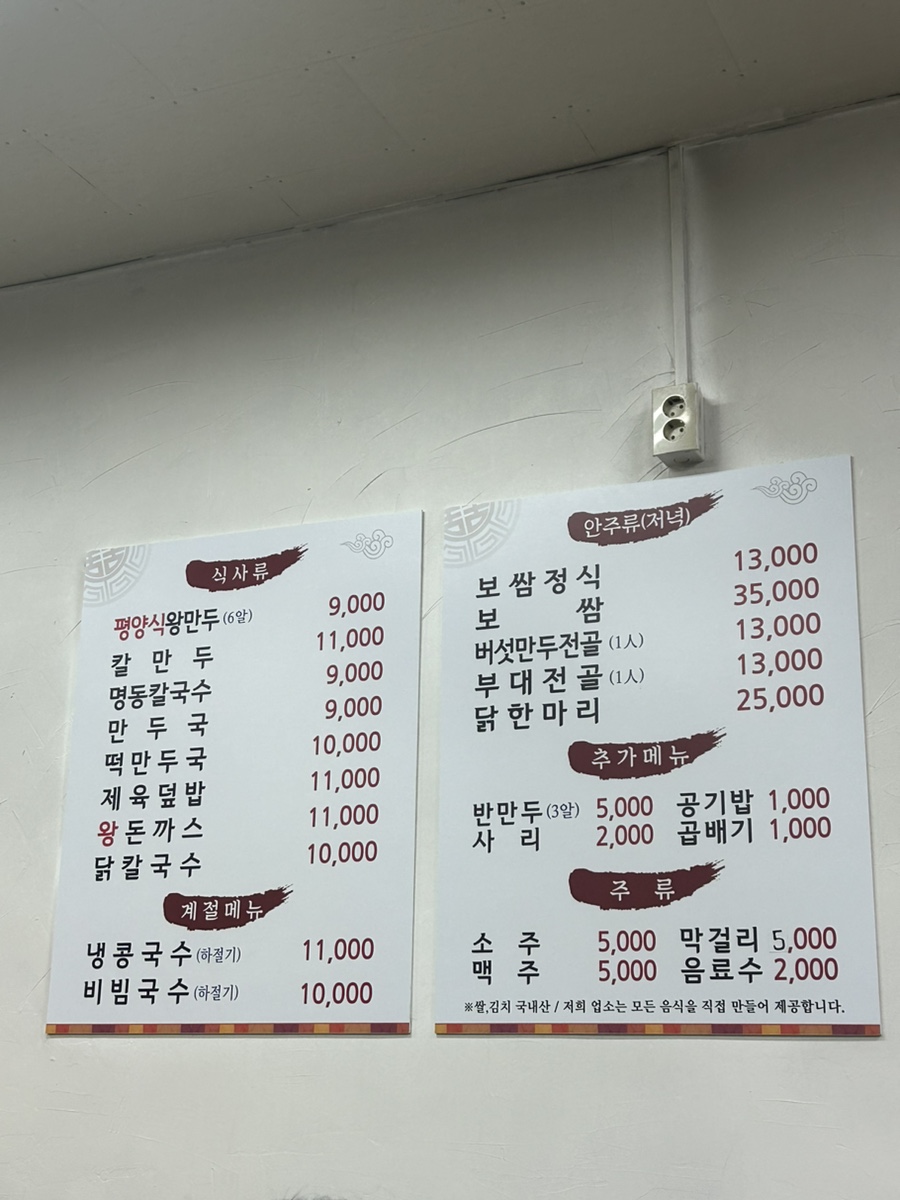 식사류
평양식왕만두(6알) 9,000
칼만두 11,000
명동칼국수 9,000
만두국 9,000
떡만두국 10,000
제육덮밥 11,000
왕돈까스 11,000
닭칼국수 10,000
계절메뉴
냉콩국수(하절기) 11,000
비빔국수(하절기) 10,000
안주류(저녁)
보쌈정식 13,000
보쌈 35,000
버섯만두전골(1人) 13,000
부대전골(1人) 13,000
닭한마리 25,000
추가메뉴
반만두(3알) 5,000 공기밥 1,000
사리 2,000 곱배기 1,000
주류
소주 5,000 막걸리 5,000
맥주 5,000 음료수 2,000
※쌀,김치 국내산 / 저희 업소는 모든 음식을 직접 만들어 제공합니다.